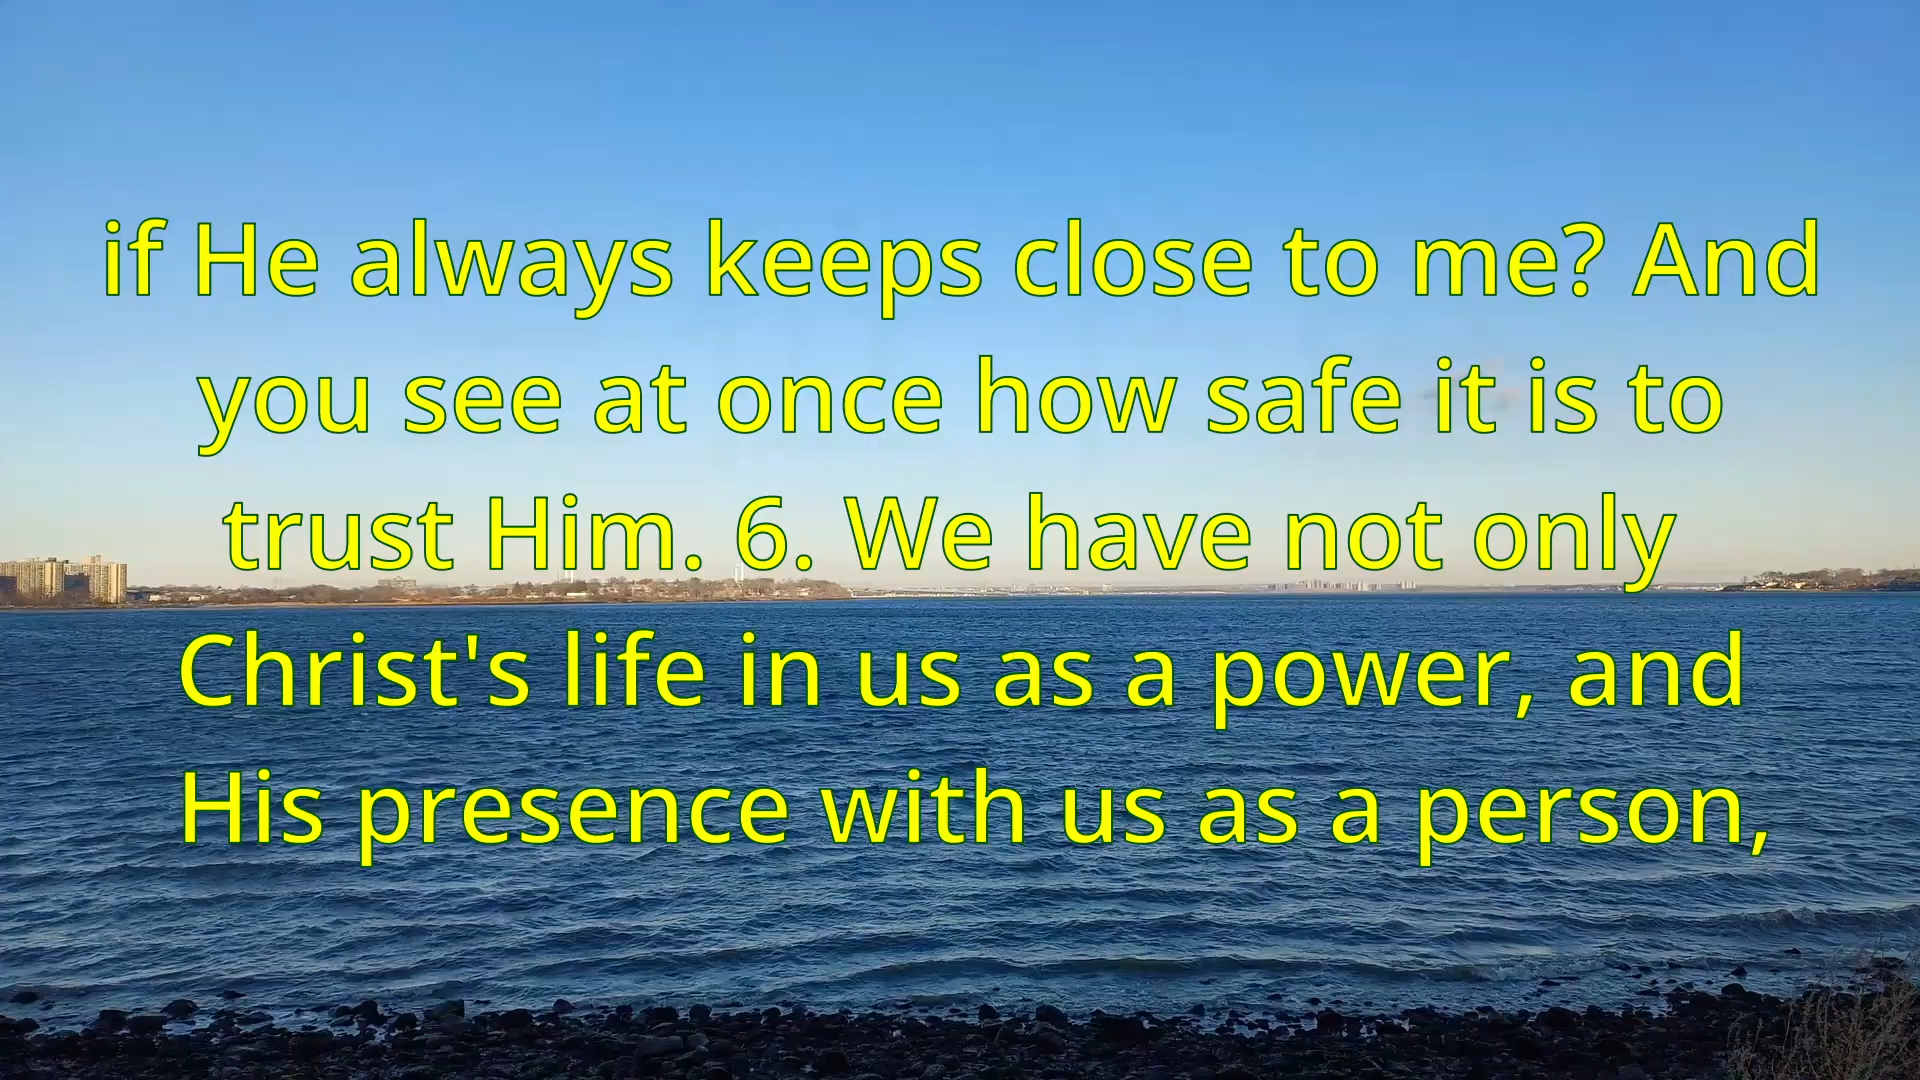 if He always keeps close to me? And
you see at once how safe it is to
trust Him. 6. We have not only
Christ's life in us as a power, and
His presence with us as a person,